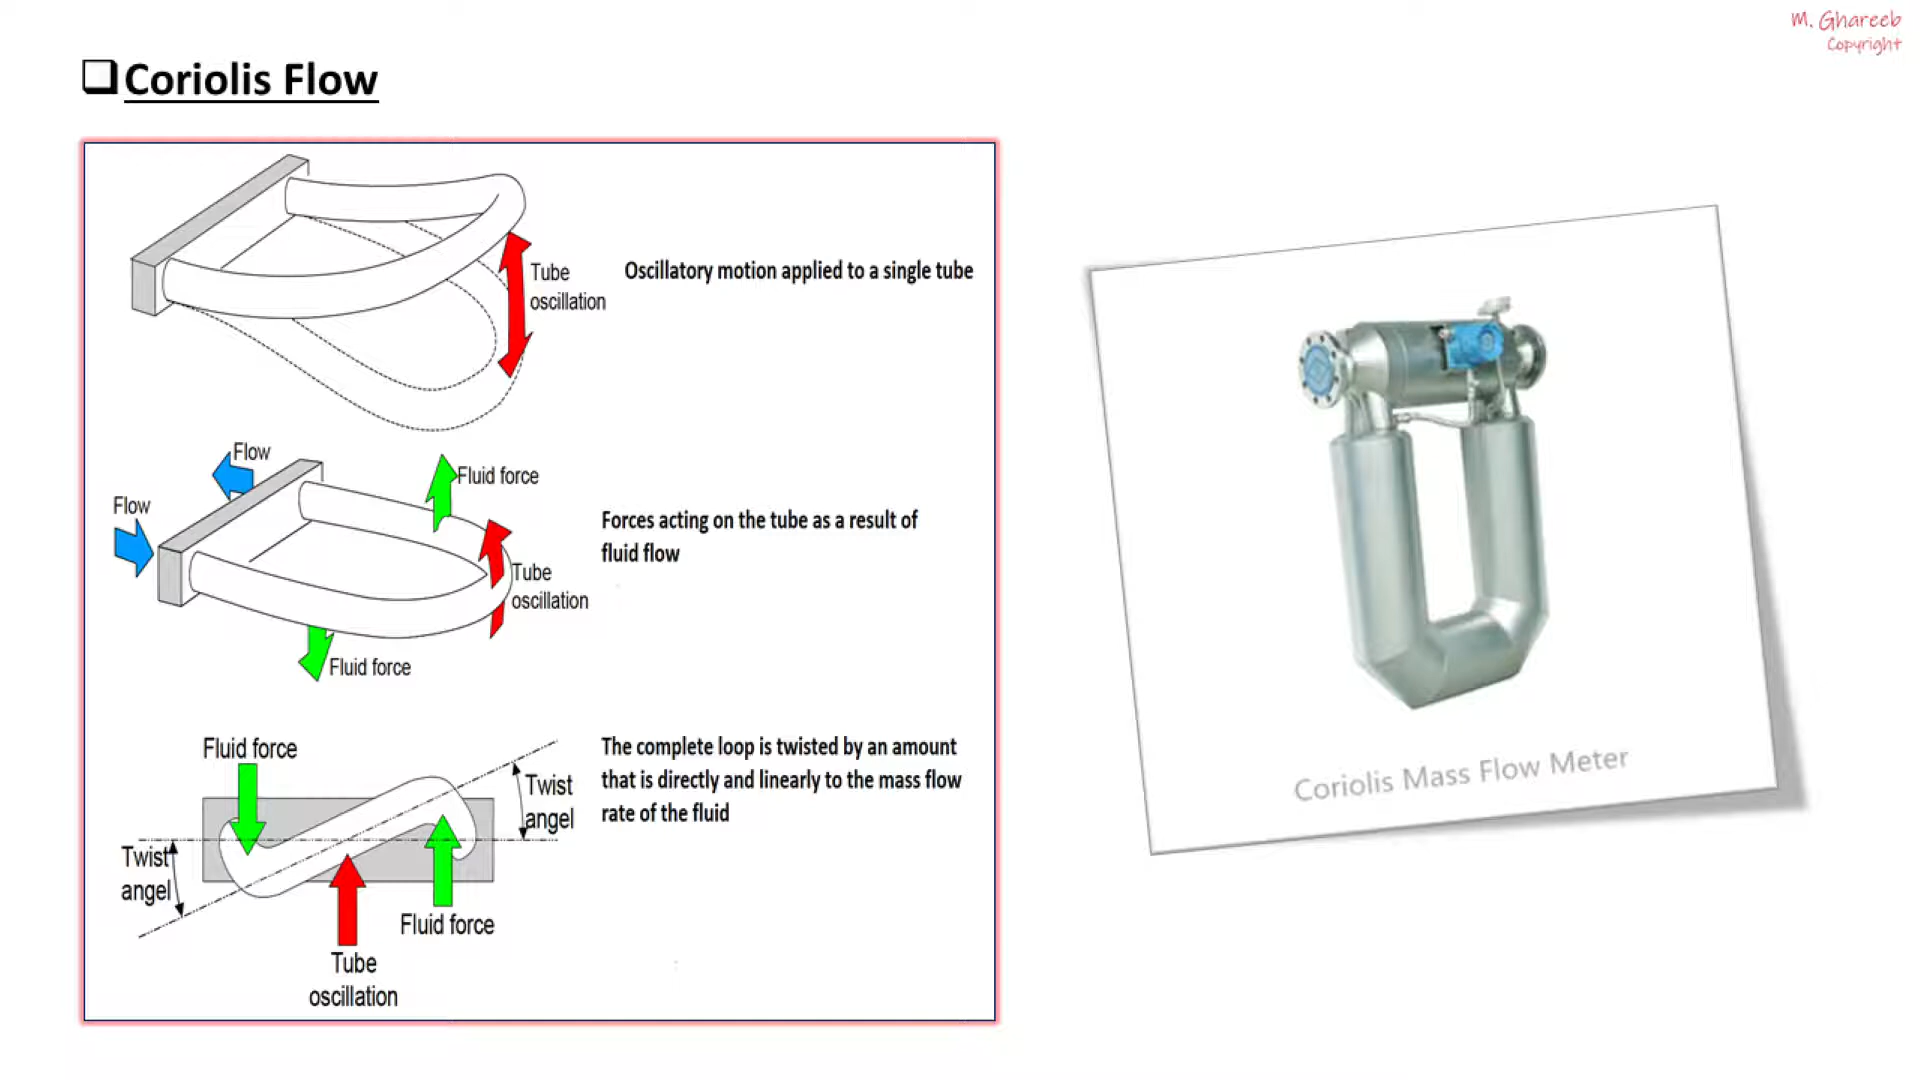 M. Ghareeb
Copyright
Coriolis Flow
Tube
oscillation
Oscillatory motion applied to a single tube
Flow
Flow
Fluid force
Forces acting on the tube as a result of
fluid flow
Tube
oscillation
Fluid force
Fluid force
The complete loop is twisted by an amount
that is directly and linearly to the mass flow
rate of the fluid
Twist
angel
Twist
angel
Fluid force
Tube
oscillation
Coriolis Mass Flow Meter